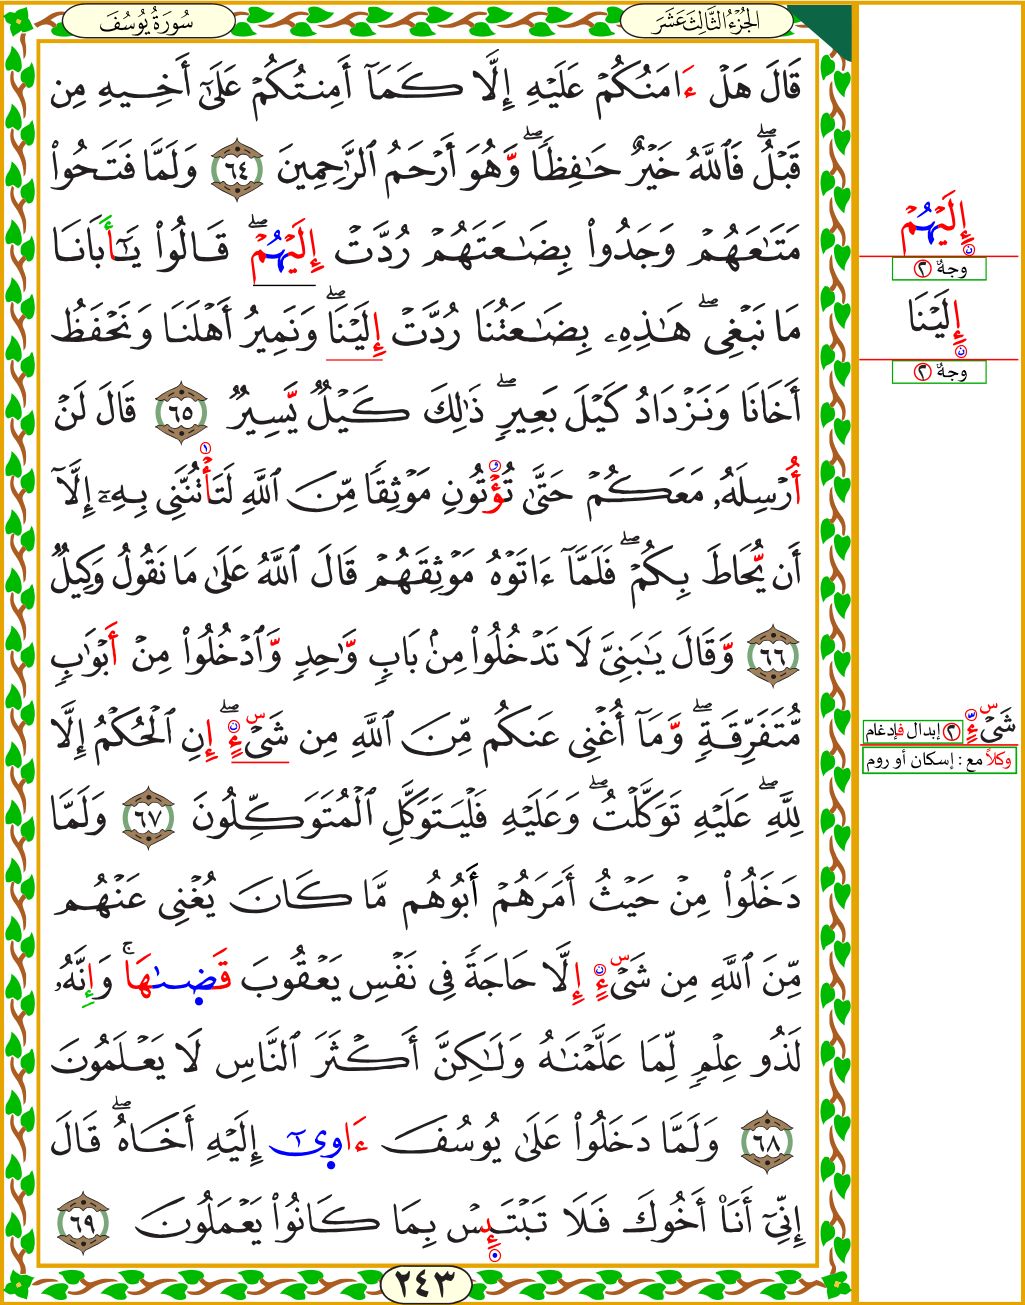 الجُزْءُ الثَّالِثَ عَشَرَ
سُورَةُ يُوسُفَ
قَالَ هَلْ ءَامَنُكُمْ عَلَيْهِ إِلَّا كَمَآ أَمِنتُكُمْ عَلَىٰٓ أَخِيهِ مِن
قَبْلُ ۖ فَٱللَّهُ خَيْرٌ حَـٰفِظًا ۖ وَّهُوَ أَرْحَمُ ٱلرَّٰحِمِينَ ٦٤ وَلَمَّا فَتَحُوا۟
مَتَـٰعَهُمْ وَجَدُوا۟ بِضَـٰعَتَهُمْ رُدَّتْ إِلَيْهُمْ ۖ قَالُوا۟ يَـٰٓأَبَانَا
مَا نَبْغِى ۖ هَـٰذِهِۦ بِضَـٰعَتُنَا رُدَّتْ إِلَيْنَا ۖ وَنَمِيرُ أَهْلَنَا وَنَحْفَظُ
أَخَانَا وَنَزْدَادُ كَيْلَ بَعِيرٍ ۖ ذَٰلِكَ كَيْلٌ يَّسِيرٌ ٦٥ قَالَ لَنْ
أُرْسِلَهُۥ مَعَكُمْ حَتَّىٰ تُؤْتُونِ مَوْثِقًا مِّنَ ٱللَّهِ لَتَأْتُنَّنِى بِهِۦٓ إِلَّآ
أَن يُّحَاطَ بِكُمْ ۖ فَلَمَّآ ءَاتَوْهُ مَوْثِقَهُمْ قَالَ ٱللَّهُ عَلَىٰ مَا نَقُولُ وَكِيلٌ
٦٦ وَّقَالَ يَـٰبَنِىَّ لَا تَدْخُلُوا۟ مِنۢ بَابٍ وَّٰحِدٍ وَّٱدْخُلُوا۟ مِنْ أَبْوَٰبٍ
مُّتَفَرِّقَةٍ ۖ وَّمَآ أُغْنِى عَنكُم مِّنَ ٱللَّهِ مِن شَىْءٍ ۖ إِنِ ٱلْحُكْمُ إِلَّا
لِلَّهِ ۖ عَلَيْهِ تَوَكَّلْتُ ۖ وَعَلَيْهِ فَلْيَتَوَكَّلِ ٱلْمُتَوَكِّلُونَ ٦٧ وَلَمَّا
دَخَلُوا۟ مِنْ حَيْثُ أَمَرَهُمْ أَبُوهُم مَّا كَانَ يُغْنِى عَنْهُم
مِّنَ ٱللَّهِ مِن شَىْءٍ إِلَّا حَاجَةً فِى نَفْسِ يَعْقُوبَ قَضىٰهَا ۚ وَإِنَّهُۥ
لَذُو عِلْمٍ لِّمَا عَلَّمْنَـٰهُ وَلَـٰكِنَّ أَكْثَرَ ٱلنَّاسِ لَا يَعْلَمُونَ
٦٨ وَلَمَّا دَخَلُوا۟ عَلَىٰ يُوسُفَ ءَاوِىٰٓ إِلَيْهِ أَخَاهُ ۖ قَالَ
إِنِّىٓ أَنَا۠ أَخُوكَ فَلَا تَبْتَئِسْ بِمَا كَانُوا۟ يَعْمَلُونَ ٦٩
إِلَيْهُمْ
وجهٌ ٢
إِلَيْنَا
وجهٌ ٢
شَىْءٍ
٢ إبدال فإدغام
وكلاً مع : إسكان أو روم
٢٤٣